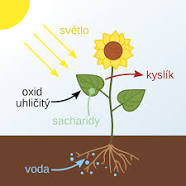 světlo
kyslík
oxid
uhličitý
sacharidy
voda